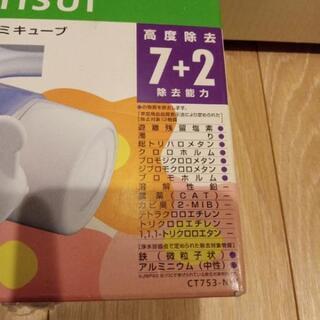 ミキューブ
高度除去
7+2
除去能力
遊離残留塩素
濁り
総トリハロメタン
クロロホルム
ブロモジクロロメタン
ジブロモクロロメタン
ブロモホルム
溶解性鉛
農薬(CAT)
カビ臭(2-MIB)
テトラクロロエチレン
トリクロロエチレン
1,1,1-トリクロロエタン
鉄(微粒子状)
アルミニウム(中性)
CT753-N